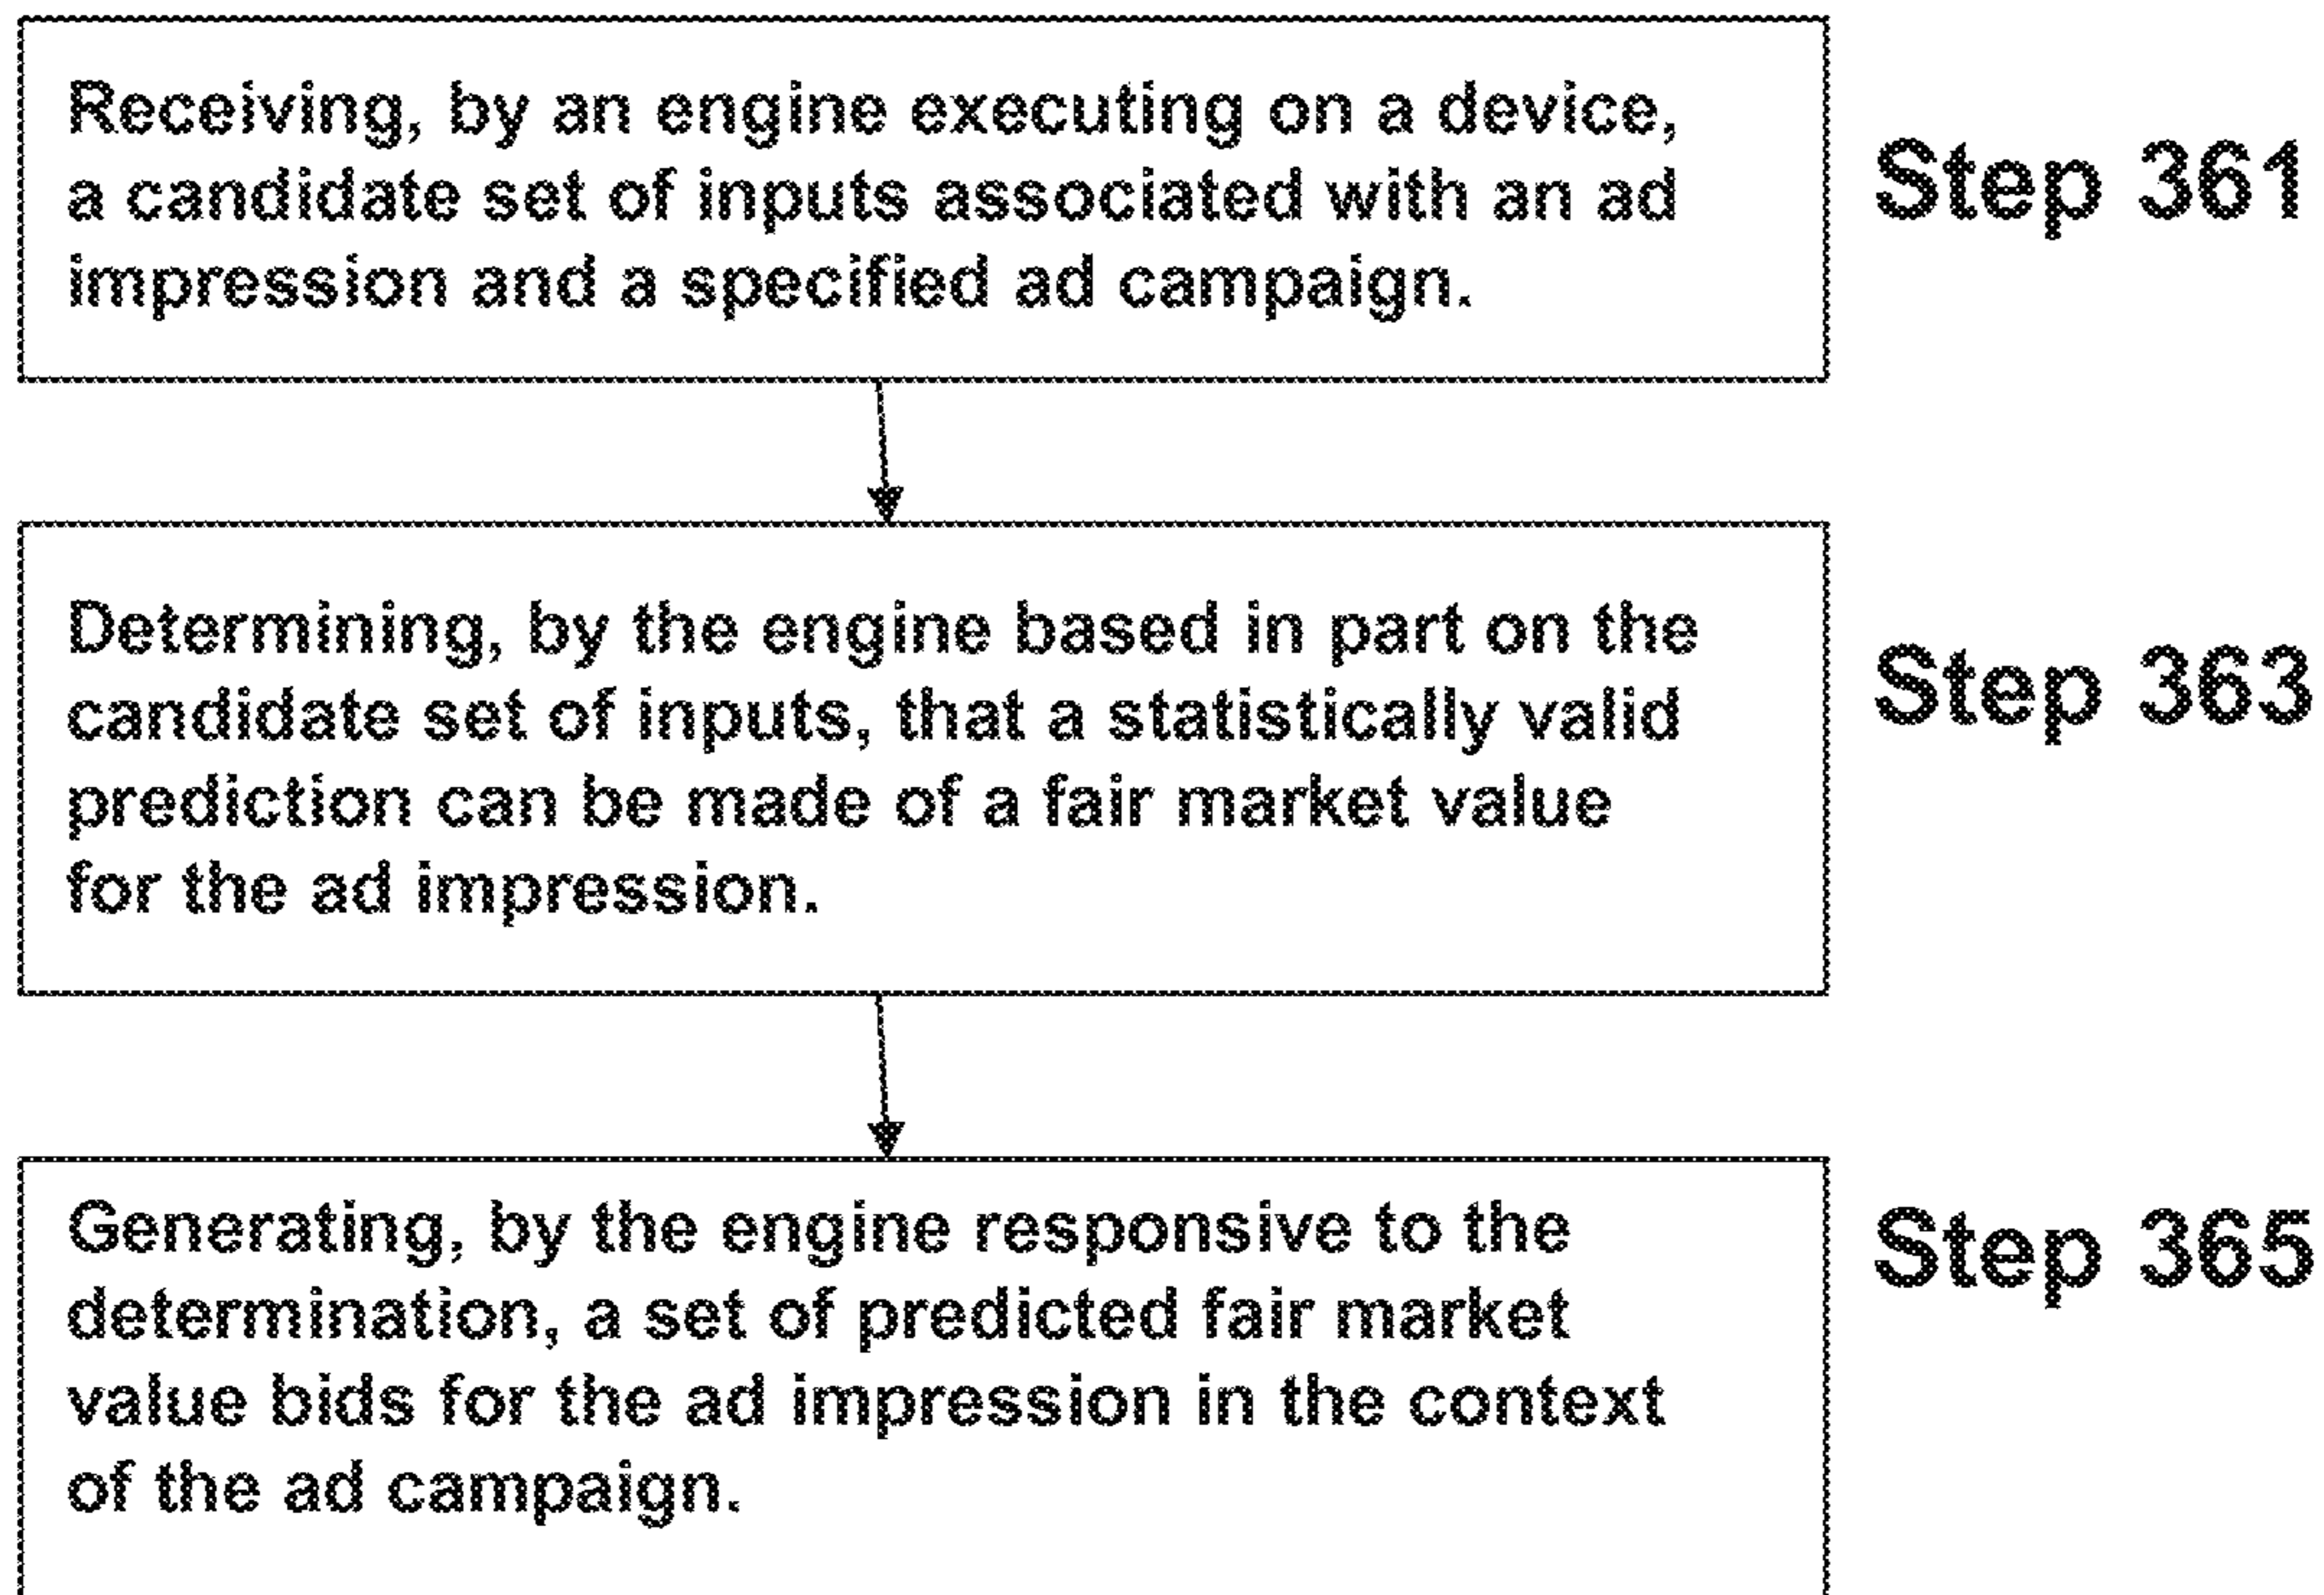 Receiving, by an engine executing on a device,
a candidate set of inputs associated with an ad
impression and a specified ad campaign.
Step 361
Determining, by the engine based in part on the
candidate set of inputs, that a statistically valid
prediction can be made of a fair market value
for the ad impression.
Step 363
Generating, by the engine responsive to the
determination, a set of predicted fair market
value bids for the ad impression in the context
of the ad campaign.
Step 365